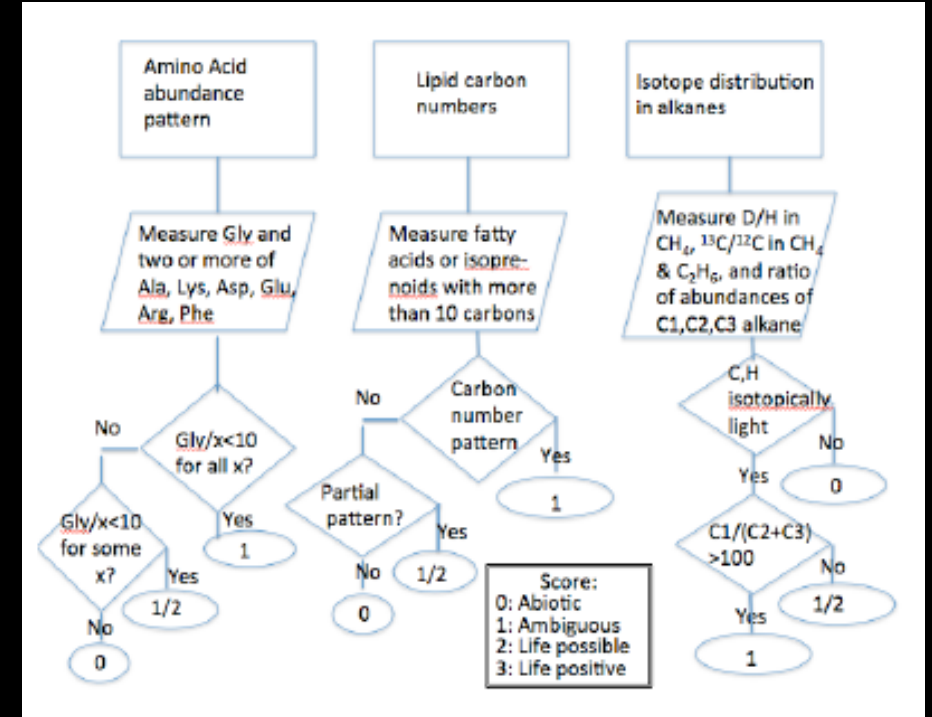 Amino Acid
abundance
pattern
Measure Gly and
two or more of
Ala, Lys, Asp, Glu,
Arg, Phe
Gly/x<10
for all x?
No
Yes
1
Gly/x<10
for some
x?
Yes
1/2
No
0
Lipid carbon
numbers
Measure fatty
acids or isopre-
noids with more
than 10 carbons
Carbon
number
pattern
No
Yes
1
Partial
pattern?
Yes
1/2
No
0
Isotope distribution
in alkanes
Measure D/H in
CH₄, ¹³C/¹²C in CH₄
& C₂H₆, and ratio
of abundances of
C1,C2,C3 alkane
C,H
isotopically
light
No
0
Yes
C1/(C2+C3)
>100
No
1/2
Yes
1
Score:
0: Abiotic
1: Ambiguous
2: Life possible
3: Life positive